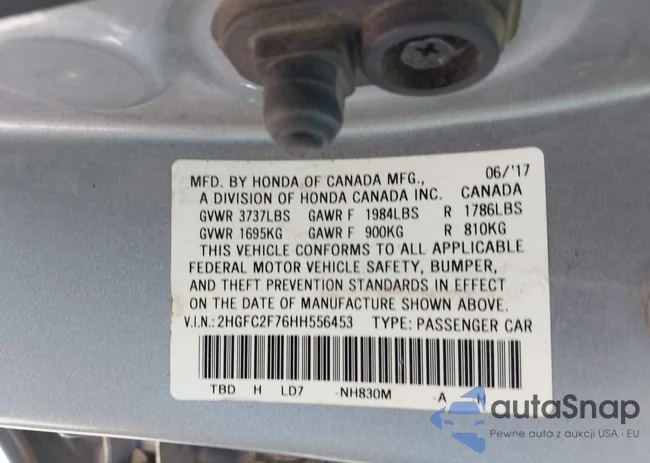 MFD. BY HONDA OF CANADA MFG., 06/'17
A DIVISION OF HONDA CANADA INC. CANADA
GVWR 3737LBS GAWR F 1984LBS R 1786LBS
GVWR 1695KG GAWR F 900KG R 810KG
THIS VEHICLE CONFORMS TO ALL APPLICABLE
FEDERAL MOTOR VEHICLE SAFETY, BUMPER,
AND THEFT PREVENTION STANDARDS IN EFFECT
ON THE DATE OF MANUFACTURE SHOWN ABOVE.
V.I.N.:2HGFC2F76HH556453 TYPE: PASSENGER CAR
TBD H LD7 -NH830M -A H
autoSnap
Pewne auta z aukcji USA i EU